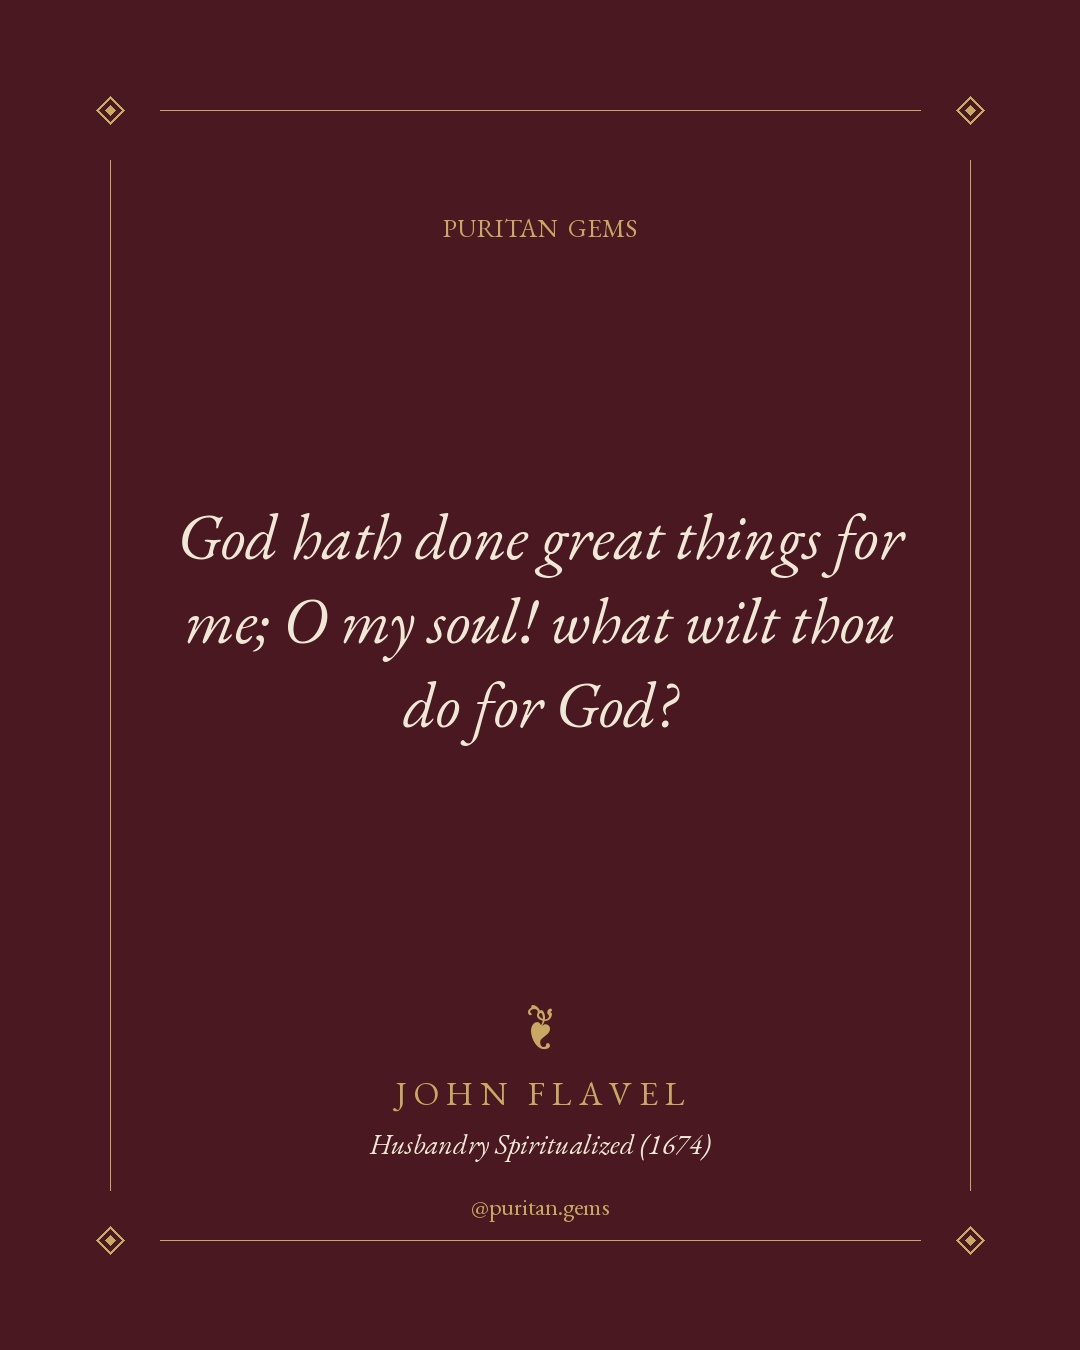 PURITAN GEMS
God hath done great things for
me; O my soul! what wilt thou
do for God?
JOHN FLAVEL
Husbandry Spiritualized (1674)
@puritan.gems